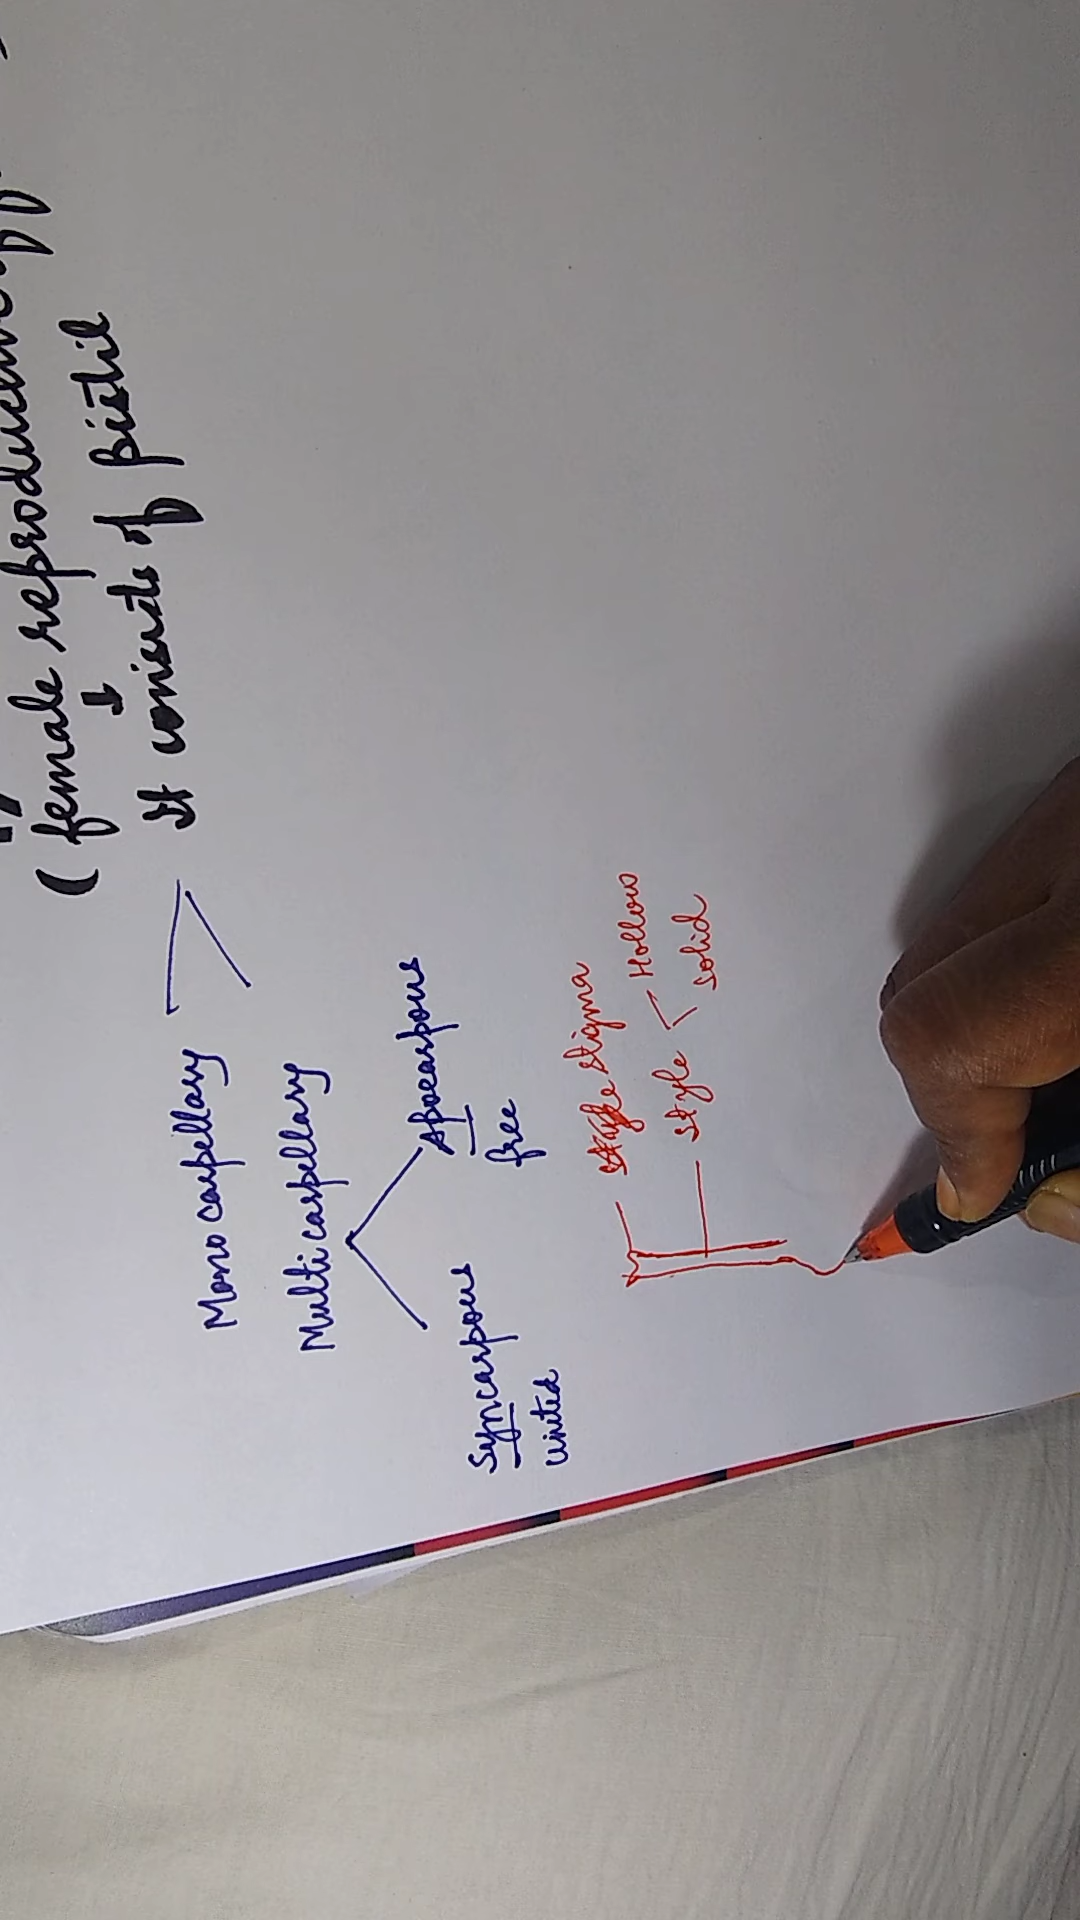 (female reproductive
↓
It consists of pistil
Mono carpellary
Multi carpellary
Syncarpous
united
Apocarpous
free
stigma
style
Hollow
solid